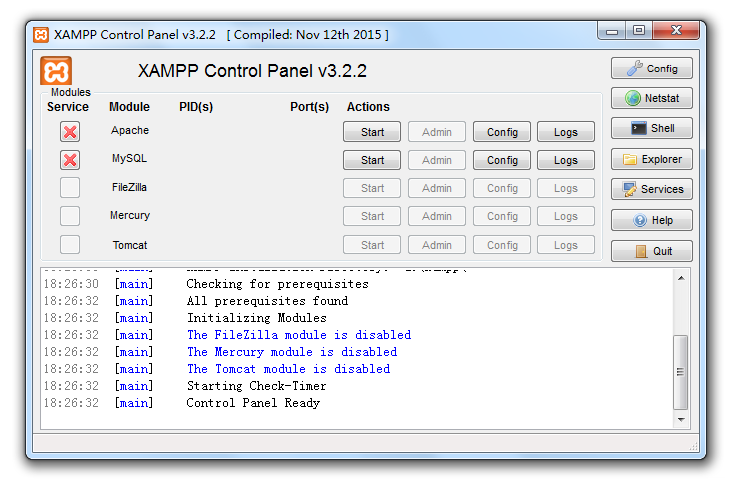 XAMPP Control Panel v3.2.2 [ Compiled: Nov 12th 2015 ]
XAMPP Control Panel v3.2.2
Config
Modules
Service Module PID(s) Port(s) Actions
Netstat
Apache Start Admin Config Logs
Shell
MySQL Start Admin Config Logs
Explorer
FileZilla Start Admin Config Logs
Services
Mercury Start Admin Config Logs
Help
Tomcat Start Admin Config Logs
Quit
18:26:30 [main] Checking for prerequisites
18:26:32 [main] All prerequisites found
18:26:32 [main] Initializing Modules
18:26:32 [main] The FileZilla module is disabled
18:26:32 [main] The Mercury module is disabled
18:26:32 [main] The Tomcat module is disabled
18:26:32 [main] Starting Check-Timer
18:26:32 [main] Control Panel Ready